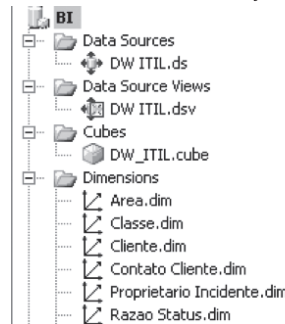 BI
Data Sources
DW ITIL.ds
Data Source Views
DW ITIL.dsv
Cubes
DW_ITIL.cube
Dimensions
Area.dim
Classe.dim
Cliente.dim
Contato Cliente.dim
Proprietario Incidente.dim
Razao Status.dim